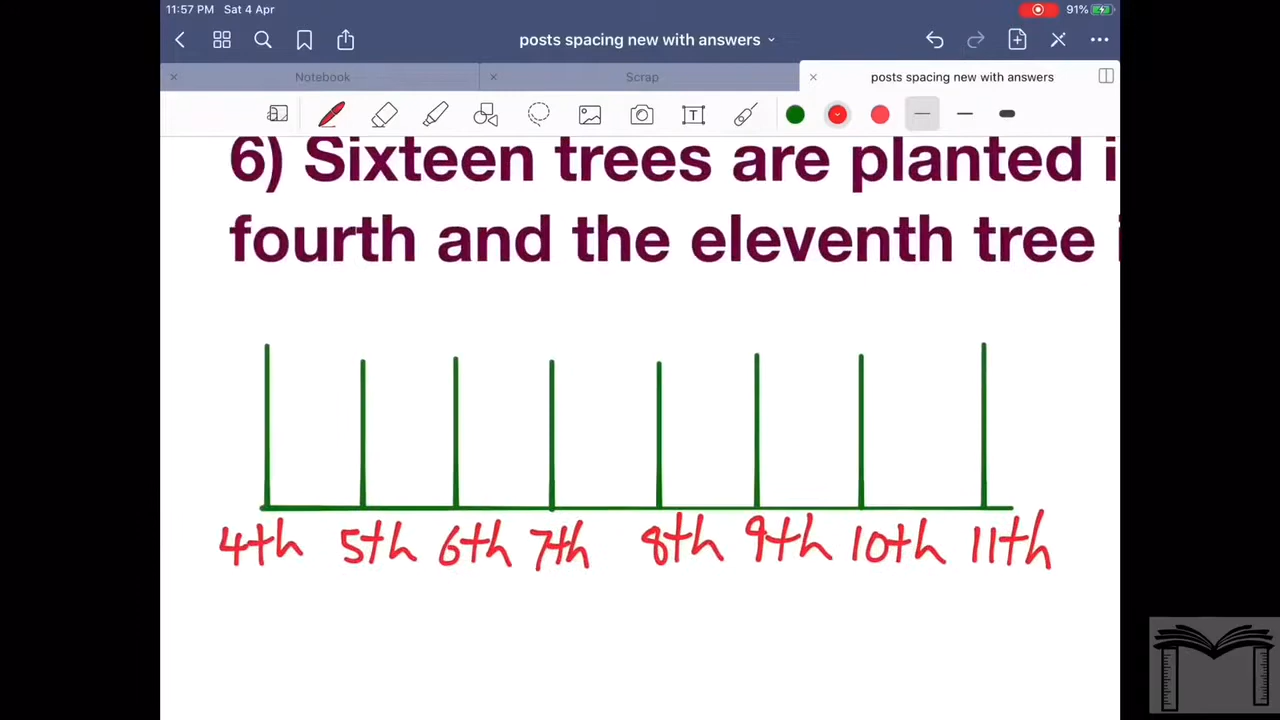 11:57 PM Sat 4 Apr 91%
posts spacing new with answers
Notebook Scrap posts spacing new with answers
6) Sixteen trees are planted i
fourth and the eleventh tree i
4th 5th 6th 7th 8th 9th 10th 11th